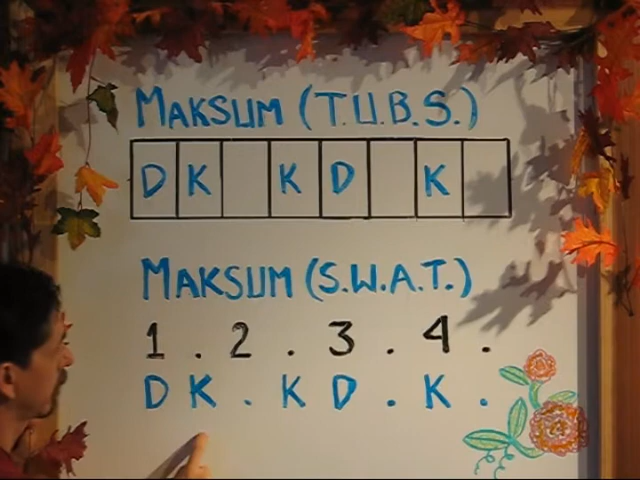 MAKSUM (T.U.B.S.)
D K K D K
MAKSUM (S.W.A.T.)
1 . 2 . 3 . 4 .
D K . K D . K .